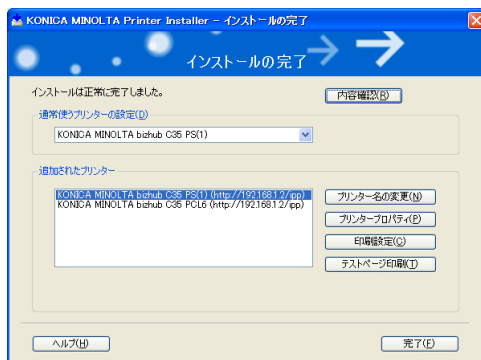 KONICA MINOLTA Printer Installer - インストールの完了
インストールの完了
インストールは正常に完了しました。
内容確認(R)
通常使うプリンターの設定(D)
KONICA MINOLTA bizhub C35 PS(1)
追加されたプリンター
KONICA MINOLTA bizhub C35 PS(1) (http://192.168.1.2/ipp)
KONICA MINOLTA bizhub C35 PCL6 (http://192.168.1.2/ipp)
プリンター名の変更(N)
プリンタープロパティ(P)
印刷設定(C)
テストページ印刷(T)
ヘルプ(H)
完了(F)